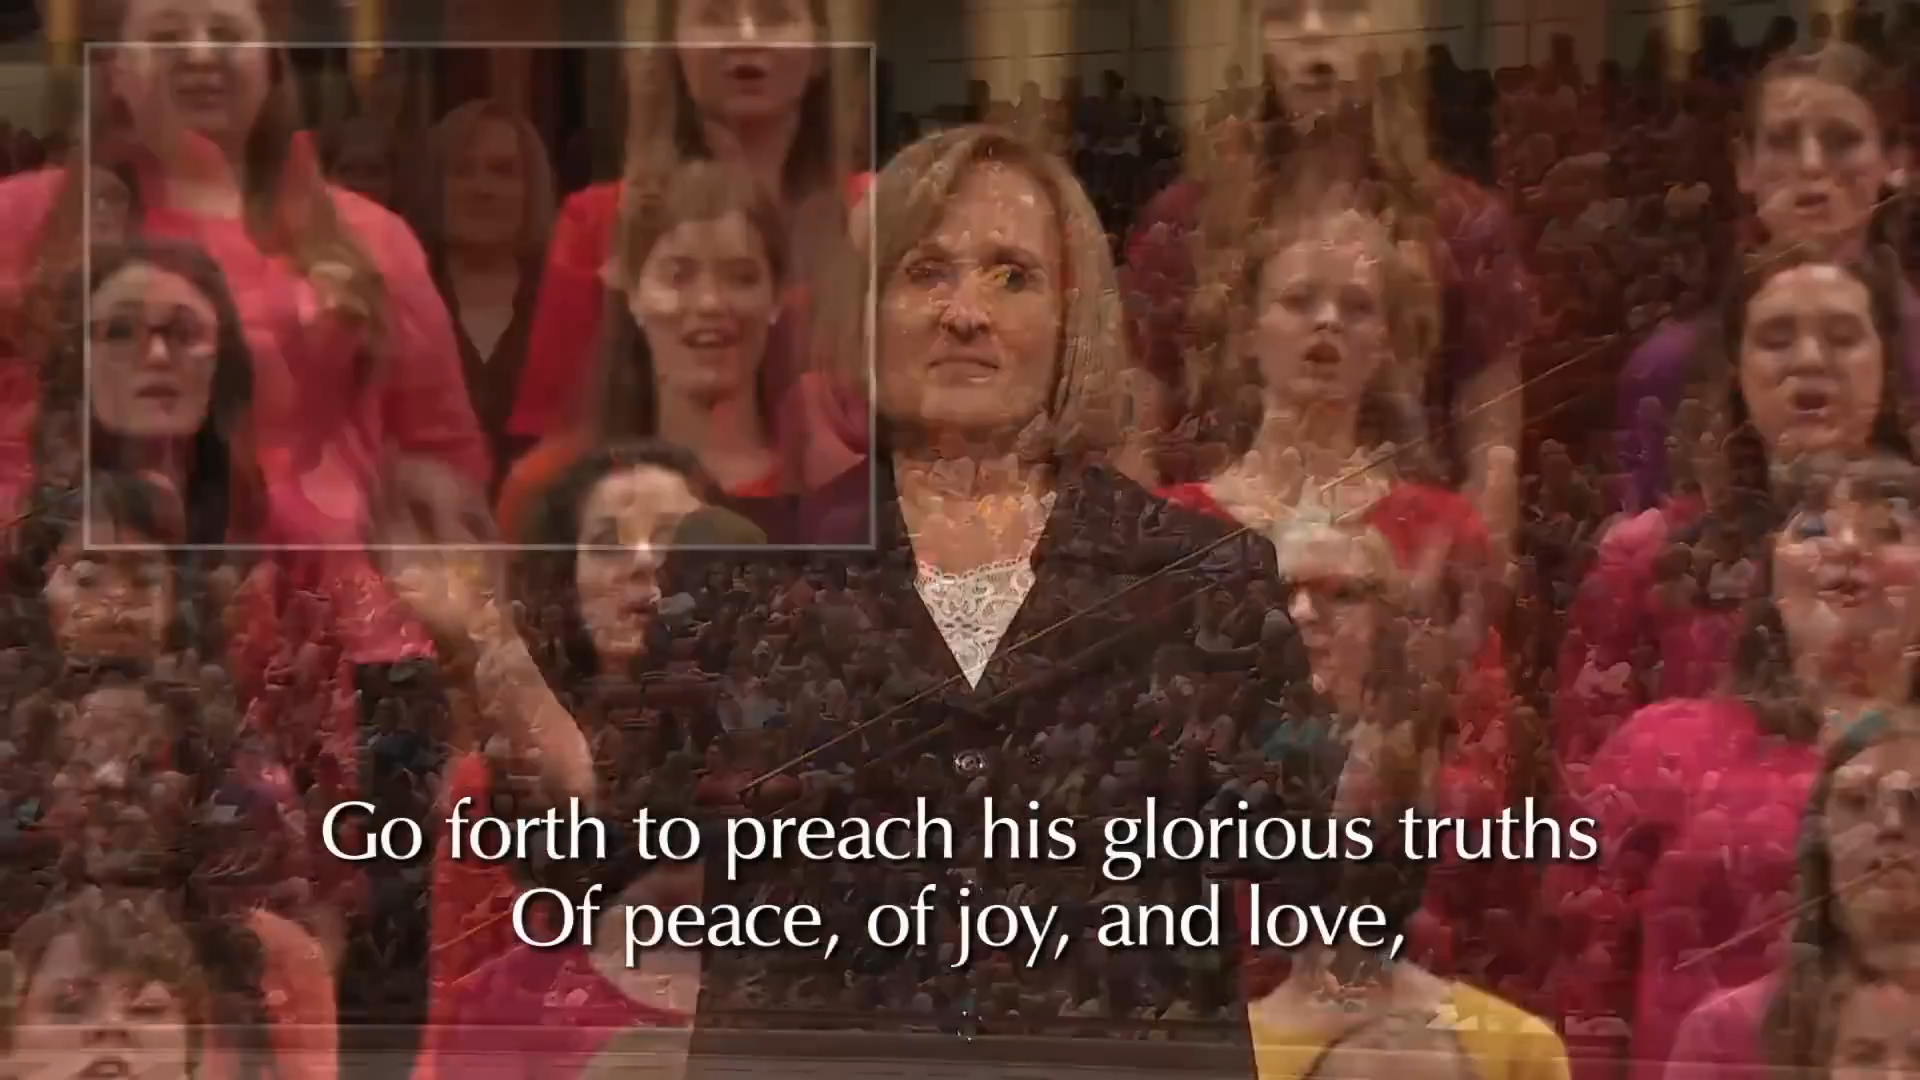 Go forth to preach his glorious truths
Of peace, of joy, and love,